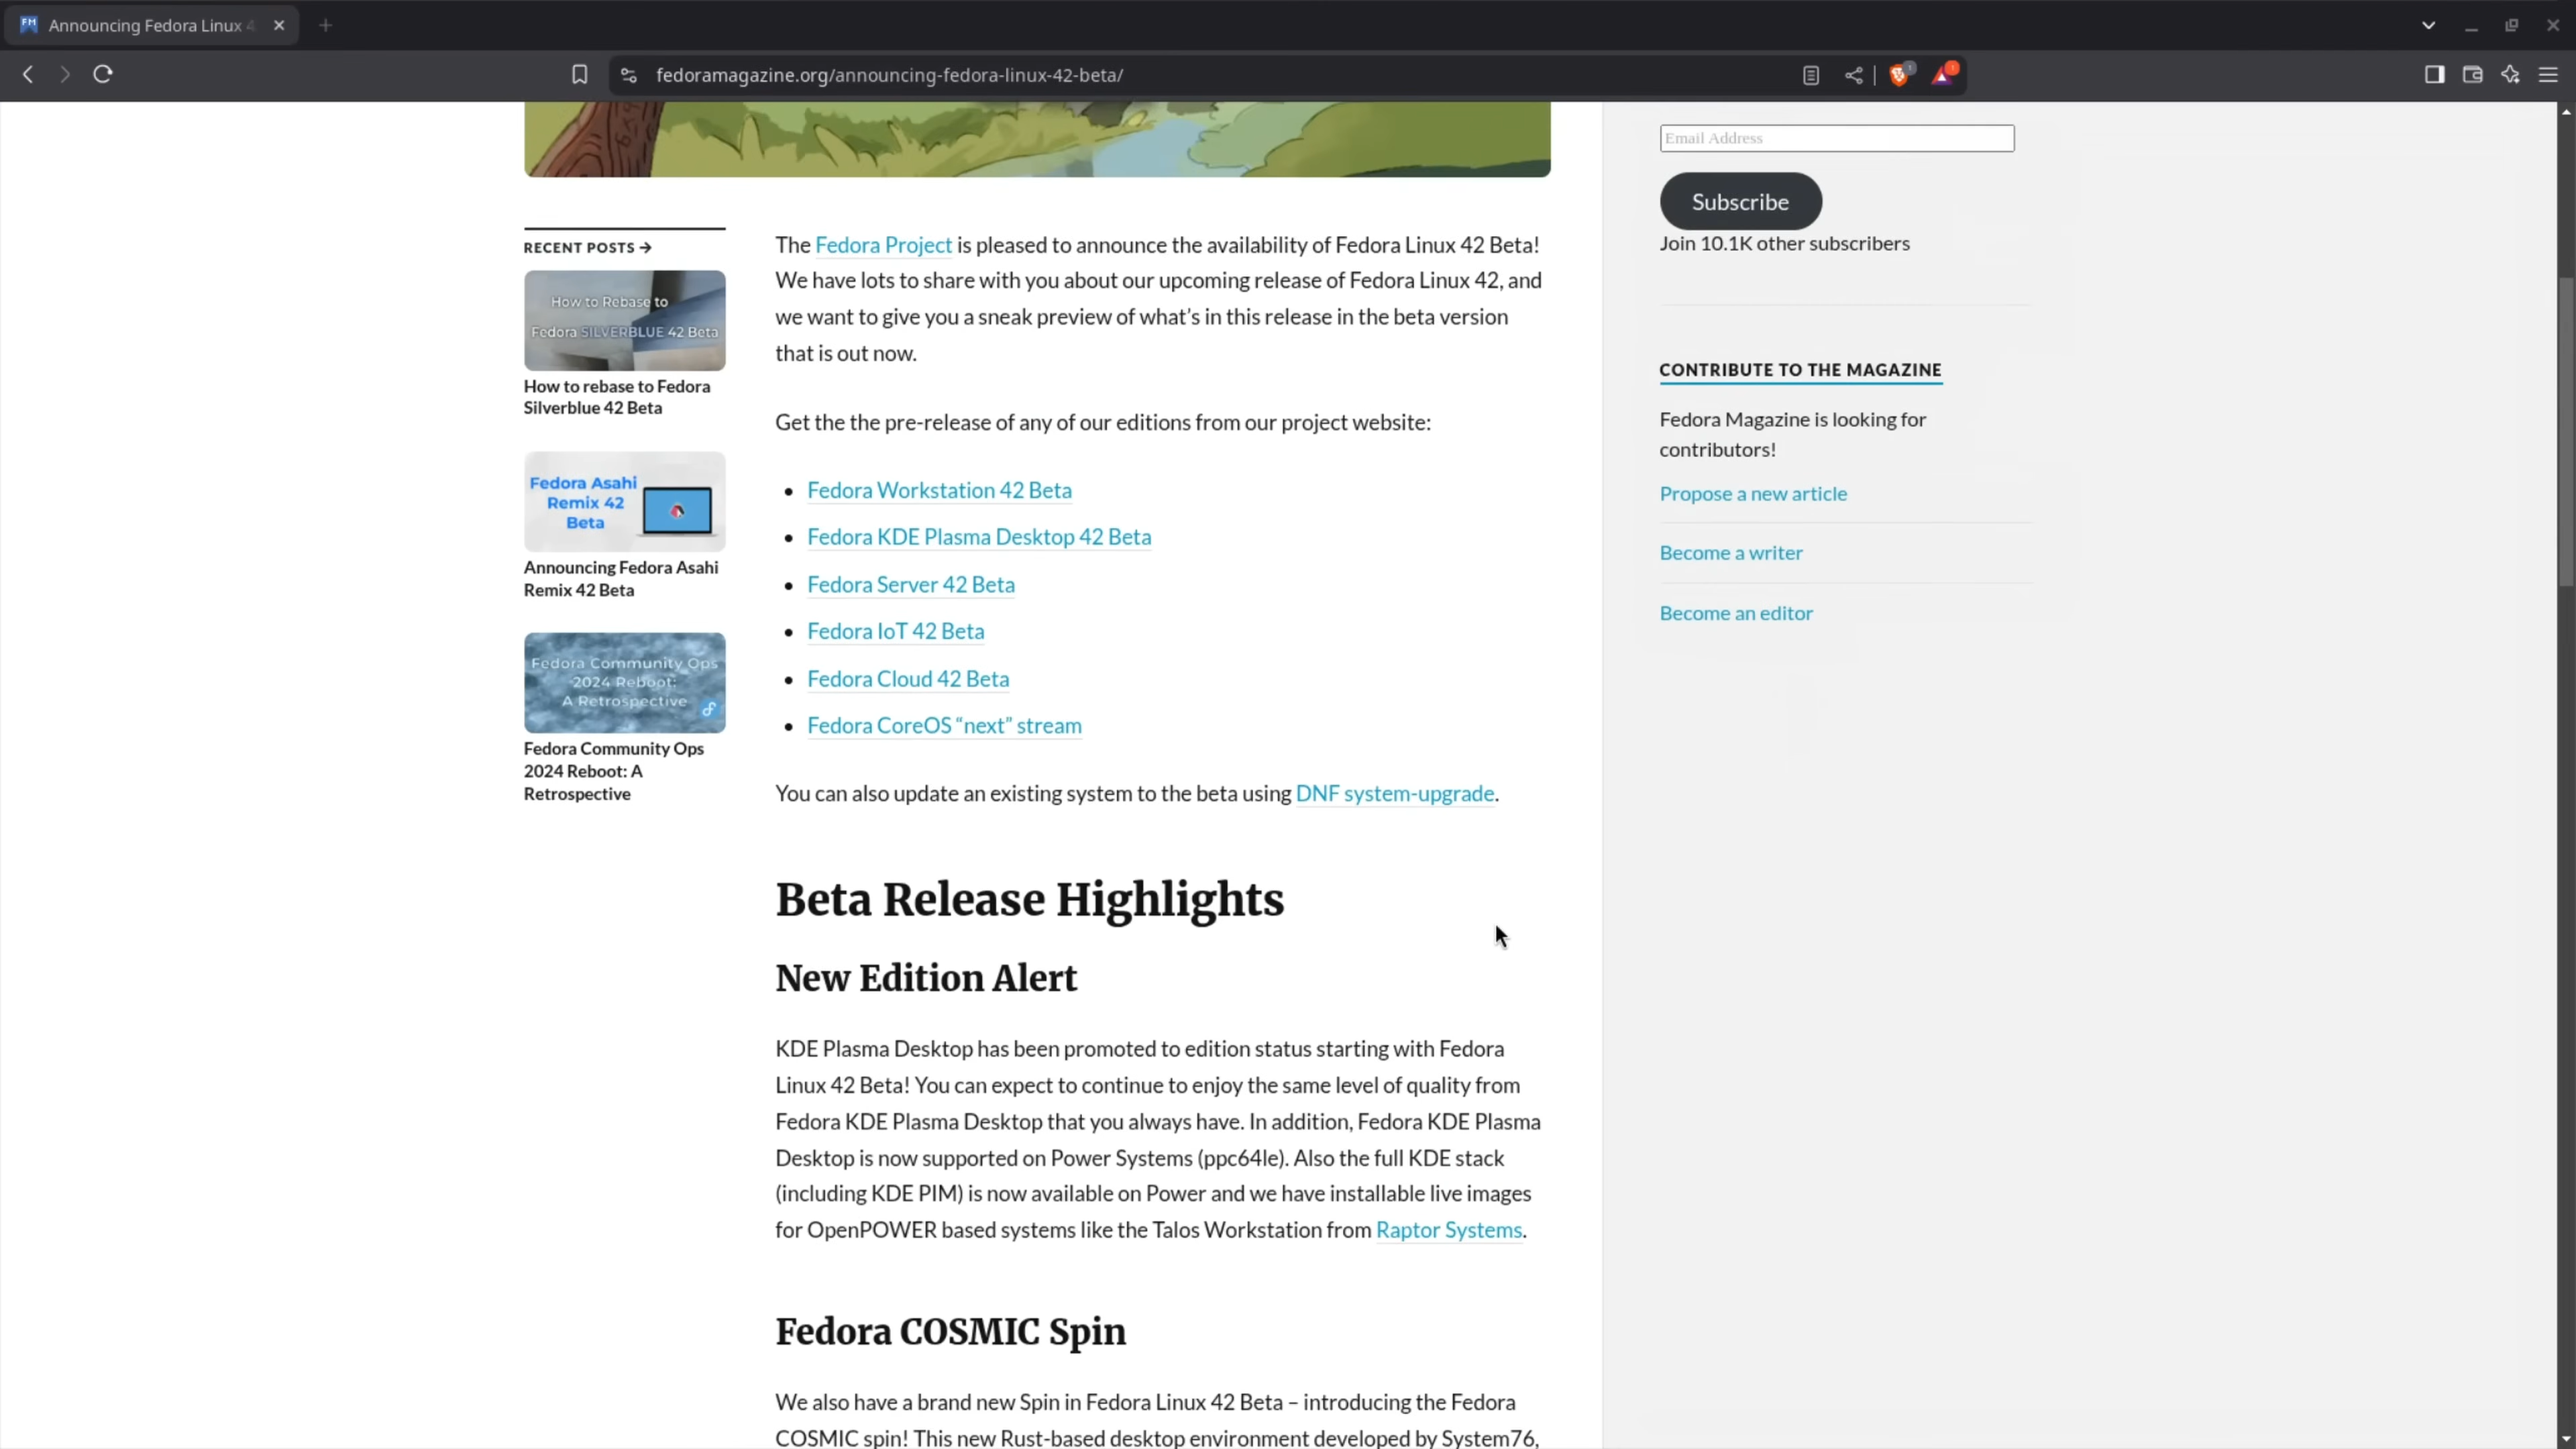 FM
Announcing Fedora Linux 4
fedoramagazine.org/announcing-fedora-linux-42-beta/
RECENT POSTS →
How to Rebase to
Fedora SILVERBLUE 42 Beta
How to rebase to Fedora
Silverblue 42 Beta
Fedora Asahi
Remix 42
Beta
Announcing Fedora Asahi
Remix 42 Beta
Fedora Community Ops
2024 Reboot:
A Retrospective
Fedora Community Ops
2024 Reboot: A
Retrospective
The Fedora Project is pleased to announce the availability of Fedora Linux 42 Beta!
We have lots to share with you about our upcoming release of Fedora Linux 42, and
we want to give you a sneak preview of what’s in this release in the beta version
that is out now.
Get the the pre-release of any of our editions from our project website:
• Fedora Workstation 42 Beta
• Fedora KDE Plasma Desktop 42 Beta
• Fedora Server 42 Beta
• Fedora IoT 42 Beta
• Fedora Cloud 42 Beta
• Fedora CoreOS “next” stream
You can also update an existing system to the beta using DNF system-upgrade.
Beta Release Highlights
New Edition Alert
KDE Plasma Desktop has been promoted to edition status starting with Fedora
Linux 42 Beta! You can expect to continue to enjoy the same level of quality from
Fedora KDE Plasma Desktop that you always have. In addition, Fedora KDE Plasma
Desktop is now supported on Power Systems (ppc64le). Also the full KDE stack
(including KDE PIM) is now available on Power and we have installable live images
for OpenPOWER based systems like the Talos Workstation from Raptor Systems.
Fedora COSMIC Spin
We also have a brand new Spin in Fedora Linux 42 Beta – introducing the Fedora
COSMIC spin! This new Rust-based desktop environment developed by System76,
Email Address
Subscribe
Join 10.1K other subscribers
CONTRIBUTE TO THE MAGAZINE
Fedora Magazine is looking for
contributors!
Propose a new article
Become a writer
Become an editor